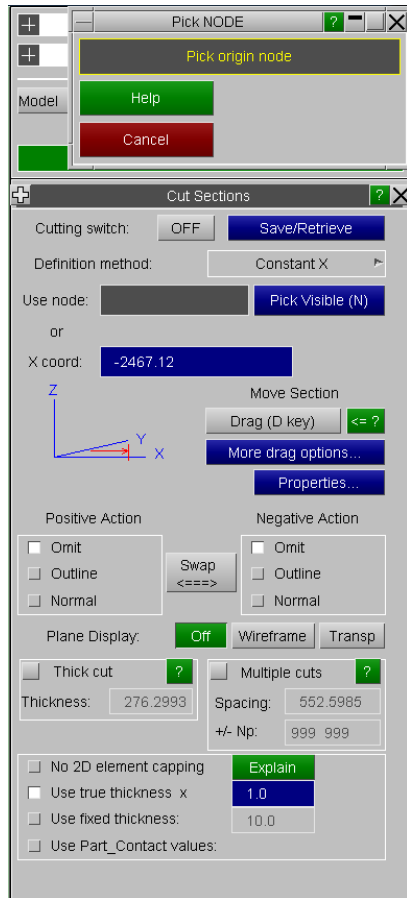 Pick NODE ?
Pick origin node
Model
Help
Cancel
Cut Sections ?
Cutting switch: OFF Save/Retrieve
Definition method: Constant X
Use node: Pick Visible (N)
or
X coord: -2467.12
Z Y X
Move Section
Drag (D key) <= ?
More drag options...
Properties...
Positive Action Negative Action
Omit Swap <===> Omit
Outline Outline
Normal Normal
Plane Display: Off Wireframe Transp
Thick cut ? Multiple cuts ?
Thickness: 276.2993 Spacing: 552.5985
+/- Np: 999 999
No 2D element capping Explain
Use true thickness x 1.0
Use fixed thickness: 10.0
Use Part_Contact values: